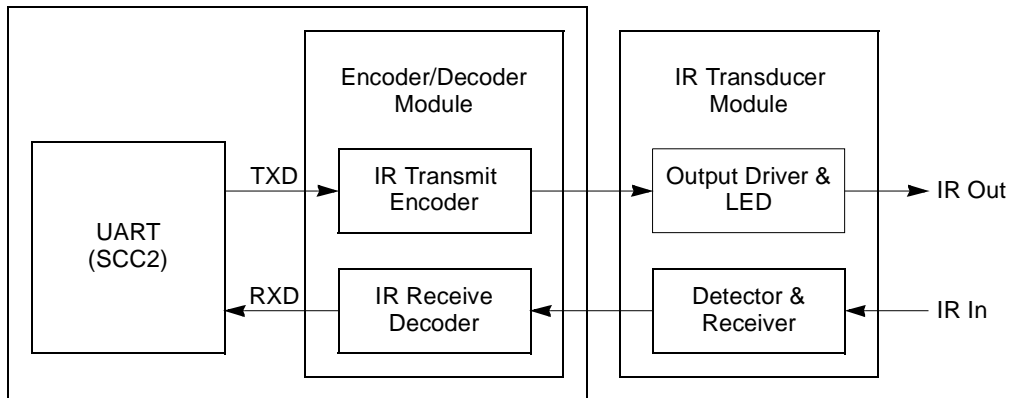 Encoder/Decoder
Module
IR Transducer
Module
UART
(SCC2)
TXD
IR Transmit
Encoder
Output Driver &
LED
IR Out
RXD
IR Receive
Decoder
Detector &
Receiver
IR In